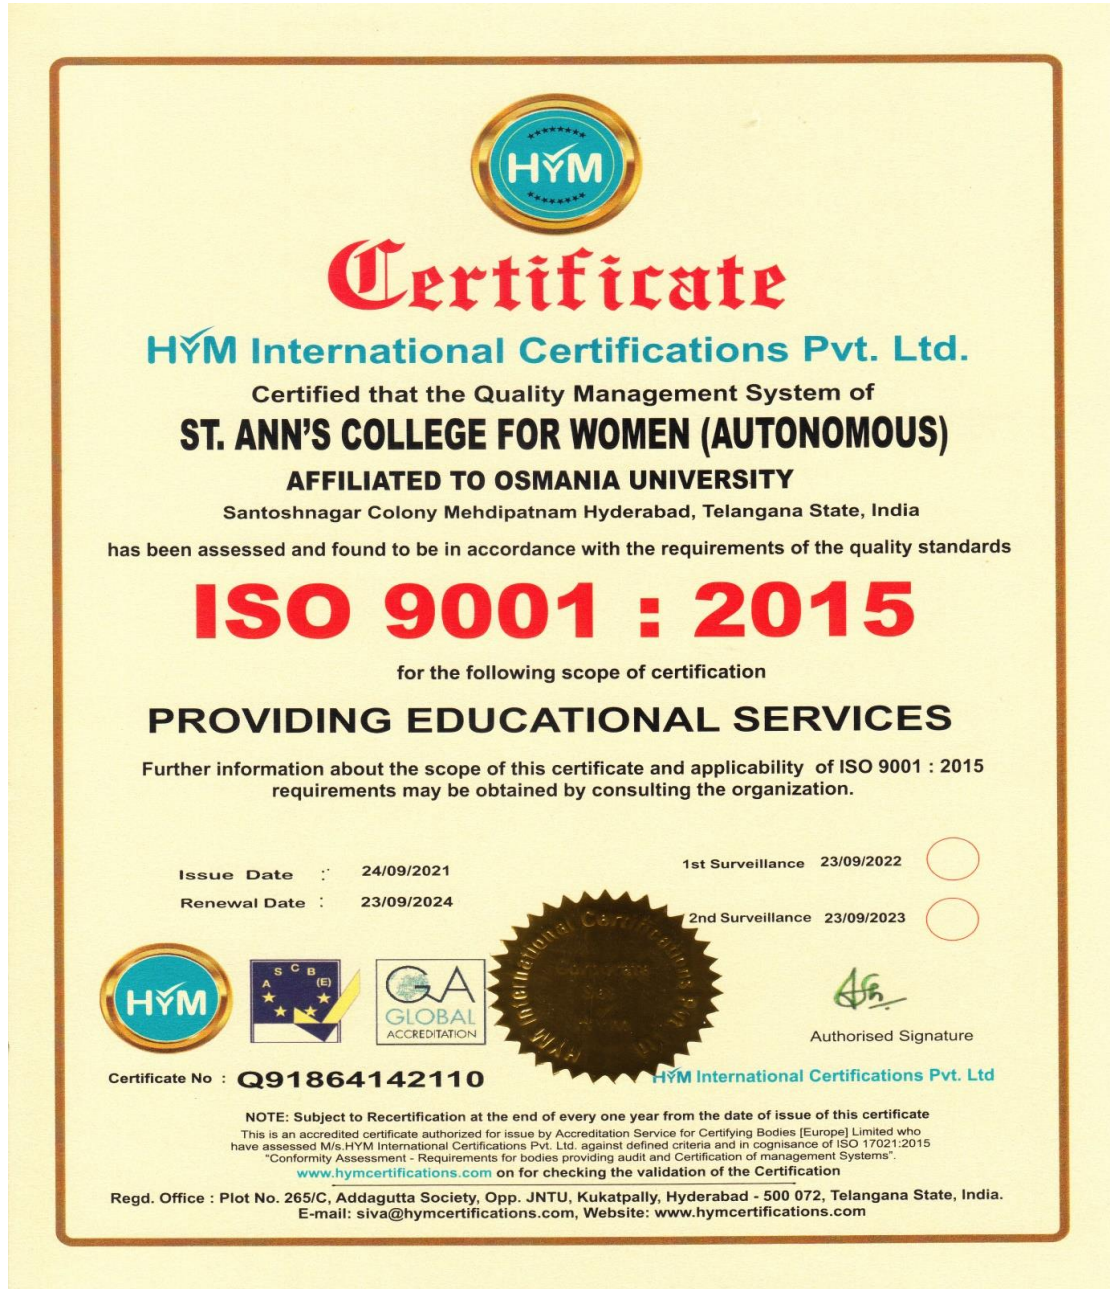 HYM
Certificate
HYM International Certifications Pvt. Ltd.
Certified that the Quality Management System of
ST. ANN'S COLLEGE FOR WOMEN (AUTONOMOUS)
AFFILIATED TO OSMANIA UNIVERSITY
Santoshnagar Colony Mehdipatnam Hyderabad, Telangana State, India
has been assessed and found to be in accordance with the requirements of the quality standards
ISO 9001 : 2015
for the following scope of certification
PROVIDING EDUCATIONAL SERVICES
Further information about the scope of this certificate and applicability of ISO 9001 : 2015
requirements may be obtained by consulting the organization.
Issue Date : 24/09/2021
Renewal Date : 23/09/2024
1st Surveillance 23/09/2022
2nd Surveillance 23/09/2023
HYM
A S C B (E)
GA
GLOBAL
ACCREDITATION
HYM International Certifications Pvt. Ltd
Corporate
Authorised Signature
Certificate No : Q91864142110
HYM International Certifications Pvt. Ltd
NOTE: Subject to Recertification at the end of every one year from the date of issue of this certificate
This is an accredited certificate authorized for issue by Accreditation Service for Certifying Bodies [Europe] Limited who
have assessed M/s.HYM International Certifications Pvt. Ltd. against defined criteria and in cognisance of ISO 17021:2015
"Conformity Assessment - Requirements for bodies providing audit and Certification of management Systems".
www.hymcertifications.com on for checking the validation of the Certification
Regd. Office : Plot No. 265/C, Addagutta Society, Opp. JNTU, Kukatpally, Hyderabad - 500 072, Telangana State, India.
E-mail: siva@hymcertifications.com, Website: www.hymcertifications.com